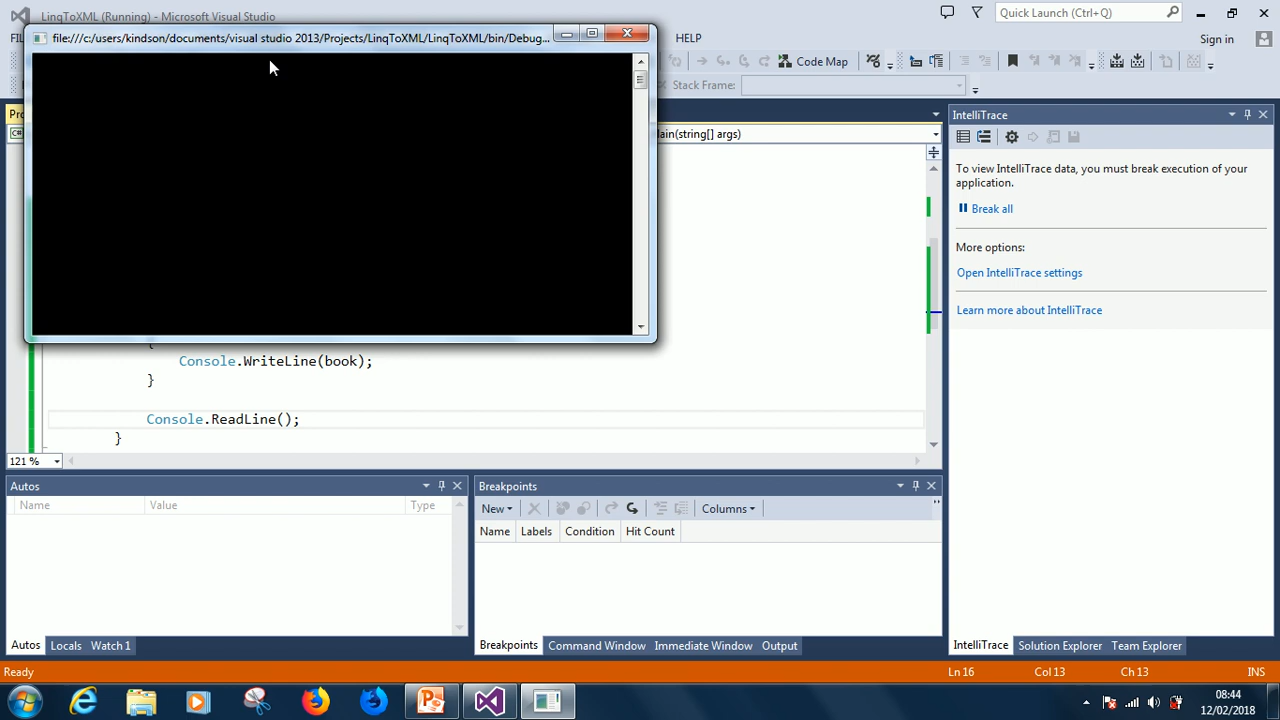 LinqToXML (Running) - Microsoft Visual Studio
Quick Launch (Ctrl+Q)
file:///c:/users/kindson/documents/visual studio 2013/Projects/LinqToXML/LinqToXML/bin/Debug...
HELP
Sign in
Code Map
Stack Frame:
IntelliTrace
ain(string[] args)
To view IntelliTrace data, you must break execution of your
application.
Break all
More options:
Open IntelliTrace settings
Learn more about IntelliTrace
{
Console.WriteLine(book);
}
Console.ReadLine();
}
121 %
Autos
Breakpoints
Name Value Type
New Columns
Name Labels Condition Hit Count
Autos Locals Watch 1
Breakpoints Command Window Immediate Window Output
IntelliTrace Solution Explorer Team Explorer
Ready Ln 16 Col 13 Ch 13 INS
08:44
12/02/2018